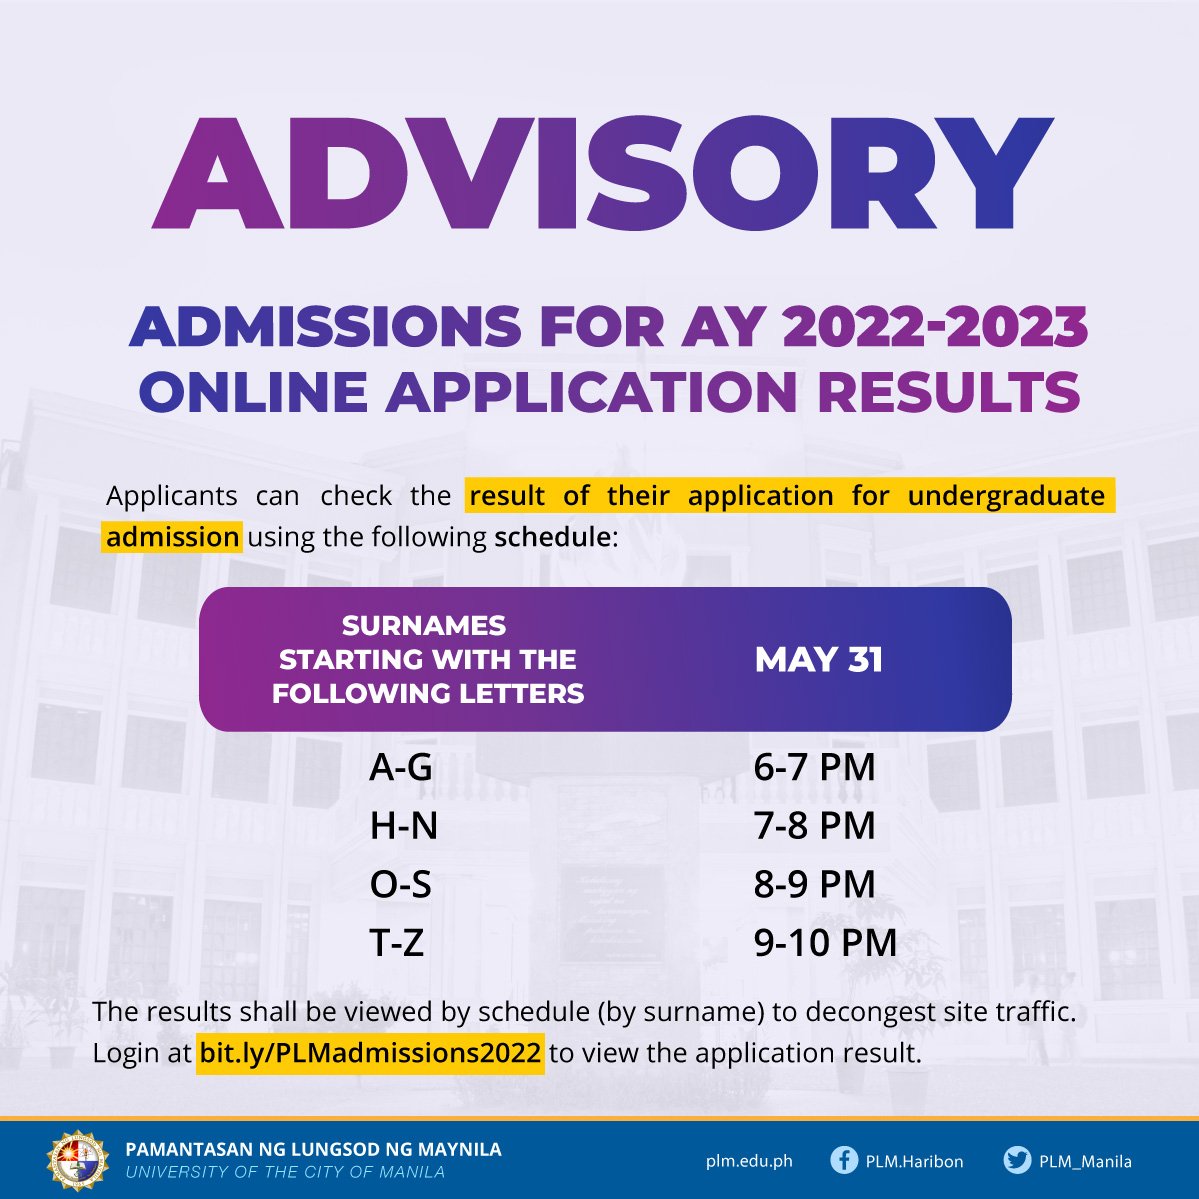 ADVISORY
ADMISSIONS FOR AY 2022-2023
ONLINE APPLICATION RESULTS
Applicants can check the result of their application for undergraduate
admission using the following schedule:
SURNAMES
STARTING WITH THE
FOLLOWING LETTERS
MAY 31
A-G 6-7 PM
H-N 7-8 PM
O-S 8-9 PM
T-Z 9-10 PM
The results shall be viewed by schedule (by surname) to decongest site traffic.
Login at bit.ly/PLMadmissions2022 to view the application result.
PAMANTASAN NG LUNGSOD NG MAYNILA
UNIVERSITY OF THE CITY OF MANILA
plm.edu.ph PLM.Haribon PLM_Manila